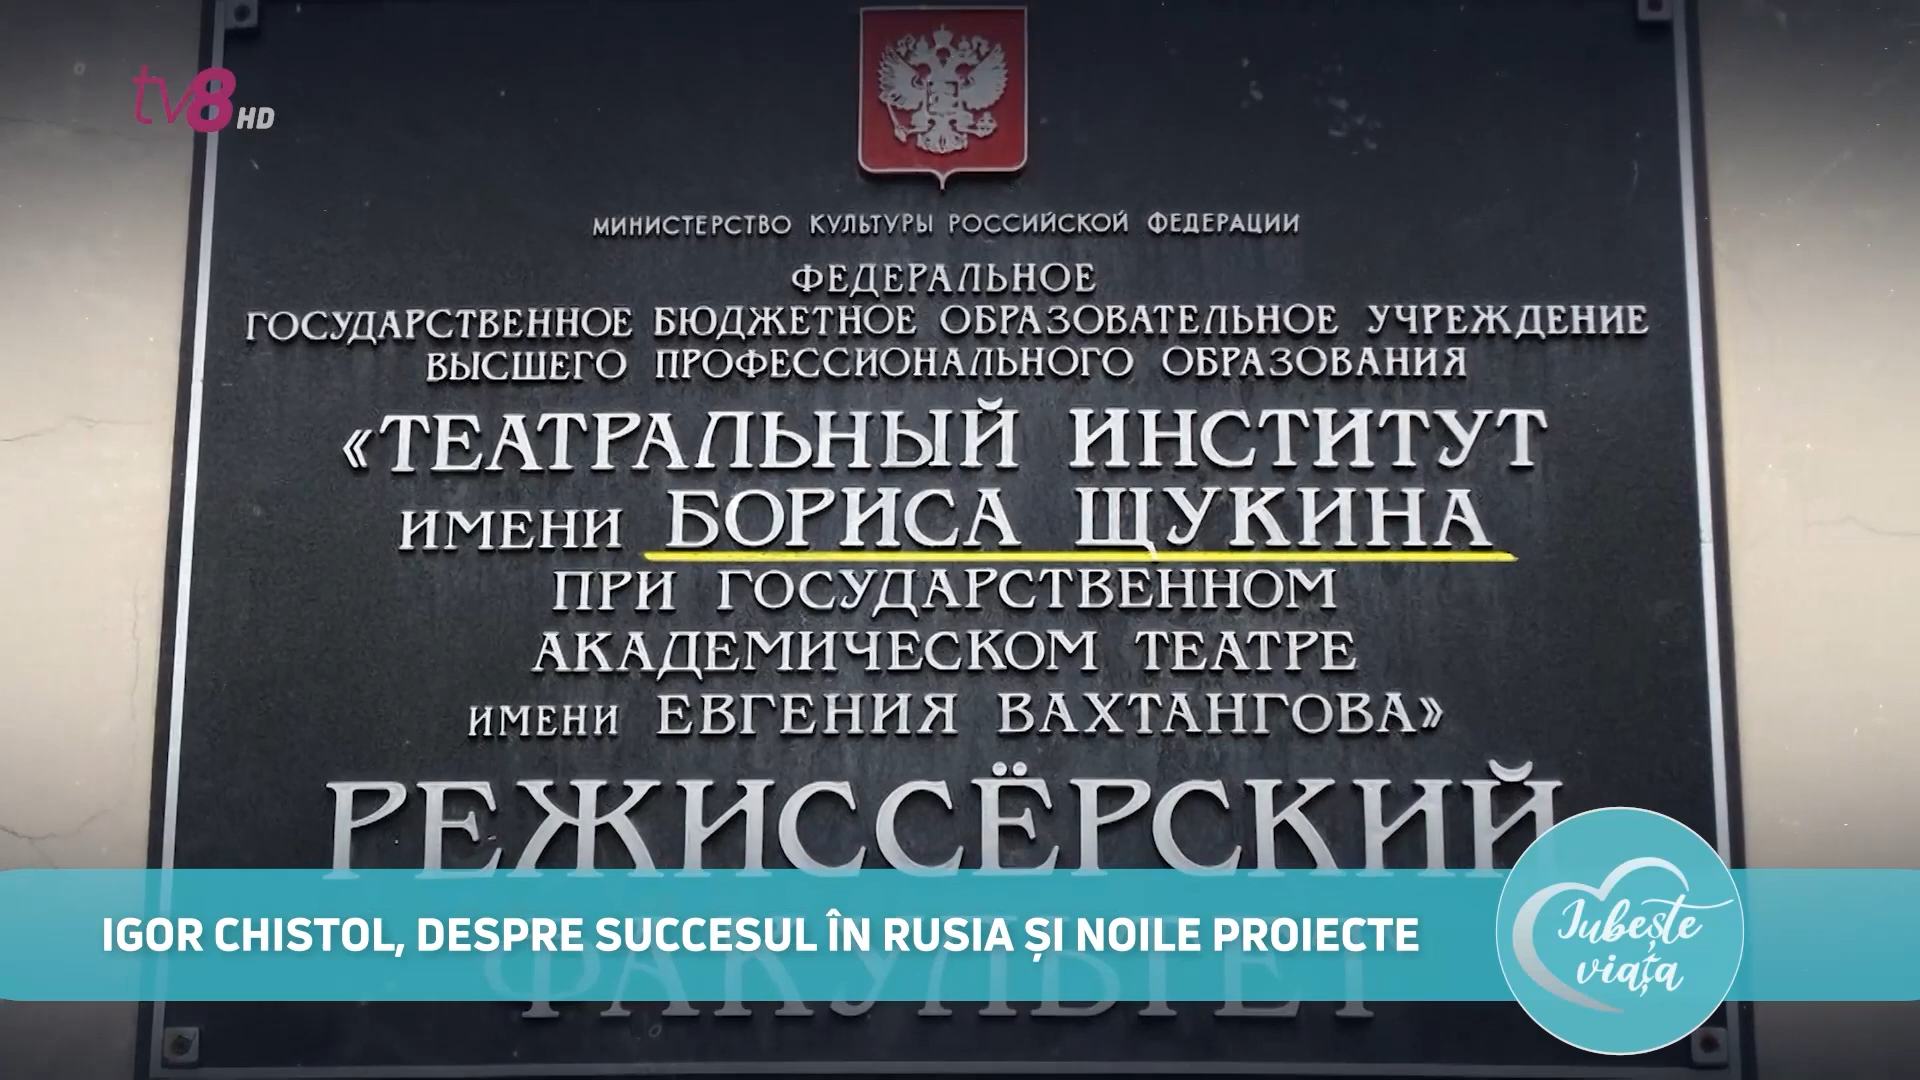 tv8 HD
МИНИСТЕРСТВО КУЛЬТУРЫ РОССИЙСКОЙ ФЕДЕРАЦИИ
ФЕДЕРАЛЬНОЕ
ГОСУДАРСТВЕННОЕ БЮДЖЕТНОЕ ОБРАЗОВАТЕЛЬНОЕ УЧРЕЖДЕНИЕ
ВЫСШЕГО ПРОФЕССИОНАЛЬНОГО ОБРАЗОВАНИЯ
«ТЕАТРАЛЬНЫЙ ИНСТИТУТ
ИМЕНИ БОРИСА ЩУКИНА
ПРИ ГОСУДАРСТВЕННОМ
АКАДЕМИЧЕСКОМ ТЕАТРЕ
ИМЕНИ ЕВГЕНИЯ ВАХТАНГОВА»
РЕЖИССЁРСКИЙ
ФАКУЛЬТЕТ
IGOR CHISTOL, DESPRE SUCCESUL ÎN RUSIA ȘI NOILE PROIECTE
Iubește
viața